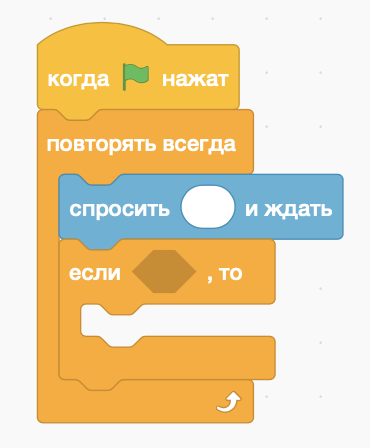 когда нажат
повторять всегда
спросить и ждать
если , то